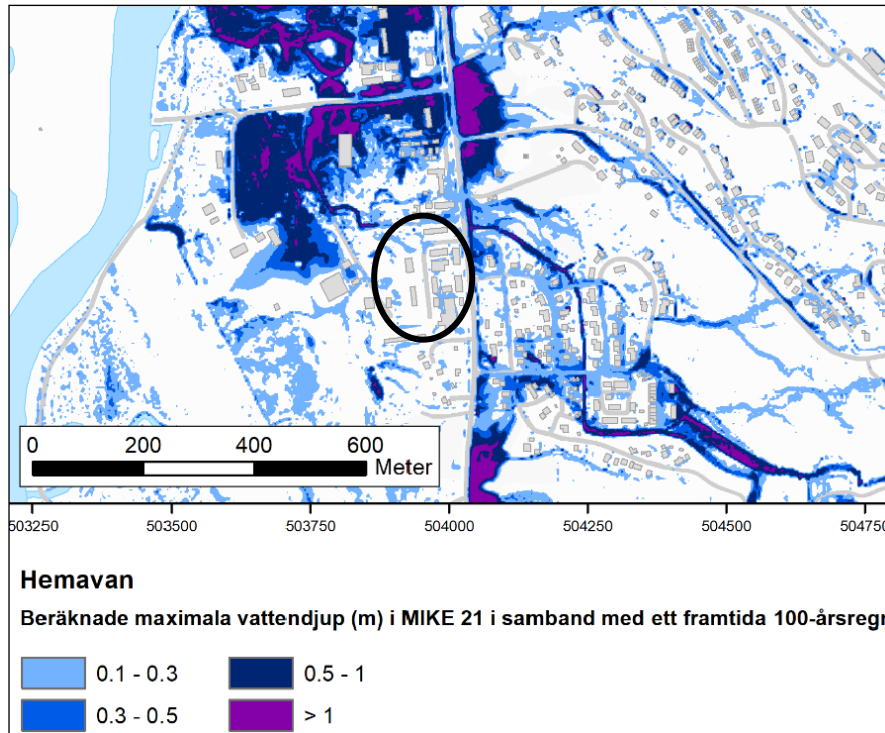 0 200 400 600
Meter
503250 503500 503750 504000 504250 504500 504750
Hemavan
Beräknade maximala vattendjup (m) i MIKE 21 i samband med ett framtida 100-årsregn
0.1 - 0.3 0.5 - 1
0.3 - 0.5 > 1